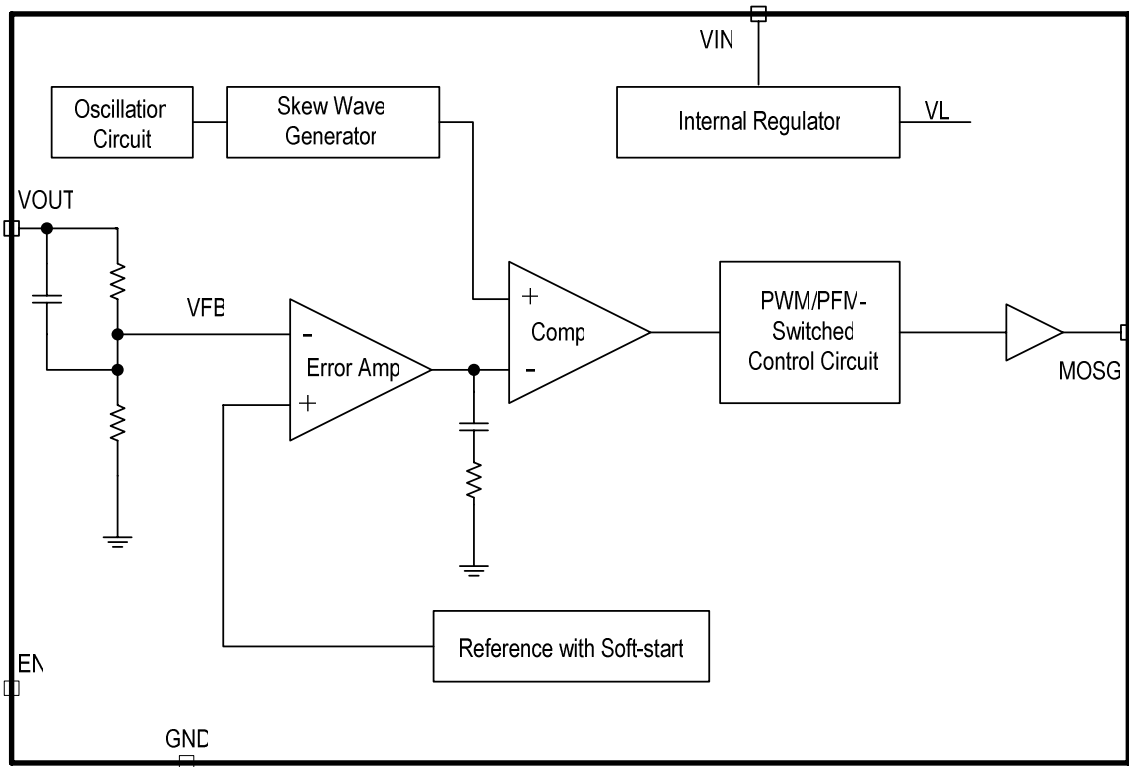 VIN
Oscillation
Circuit
Skew Wave
Generator
Internal Regulator
VL
VOUT
VFB
-
Error Amp
+
+
Comp
-
PWM/PFM-
Switched
Control Circuit
MOSG
Reference with Soft-start
EN
GND